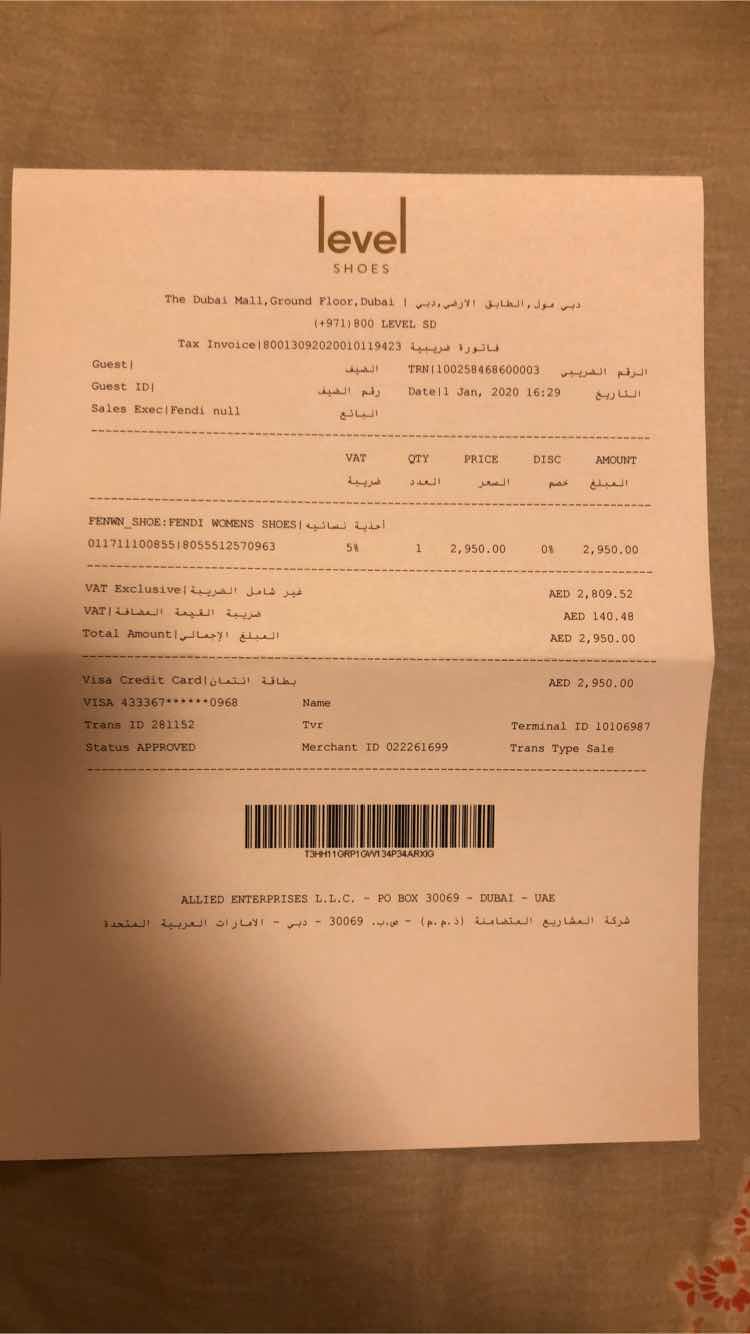 level
SHOES
The Dubai Mall,Ground Floor,Dubai | دبي مول,الطابق الارضي,دبي
(+971)800 LEVEL SD
Tax Invoice|80013092020010119423 فاتورة ضريبية
Guest| الضيف TRN|100258468600003 الرقم الضريبي
Guest ID| رقم الضيف Date|1 Jan, 2020 16:29 التاريخ
Sales Exec|Fendi null البائع
VAT QTY PRICE DISC AMOUNT
ضريبة العدد السعر خصم المبلغ
FENWN_SHOE:FENDI WOMENS SHOES|أحذية نسائيه
011711100855|8055512570963 5% 1 2,950.00 0% 2,950.00
VAT Exclusive|غير شامل الضريبة AED 2,809.52
VAT|ضريبة القيمة المضافة AED 140.48
Total Amount|المبلغ الإجمالي AED 2,950.00
Visa Credit Card|بطاقة ائتمان AED 2,950.00
VISA 433367******0968 Name
Trans ID 281152 Tvr Terminal ID 10106987
Status APPROVED Merchant ID 022261699 Trans Type Sale
ALLIED ENTERPRISES L.L.C. - PO BOX 30069 - DUBAI - UAE
شركة المشاريع المتضامنة (ذ.م.م) - ص.ب. 30069 - دبي - الامارات العربية المتحدة